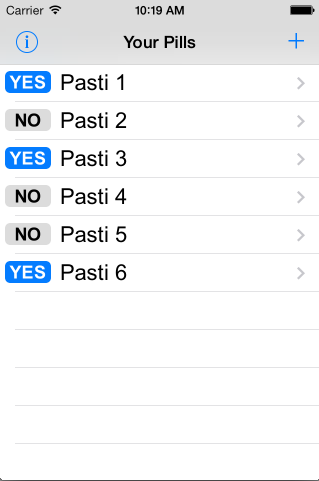 Carrier 10:19 AM
Your Pills
YES Pasti 1
NO Pasti 2
YES Pasti 3
NO Pasti 4
NO Pasti 5
YES Pasti 6